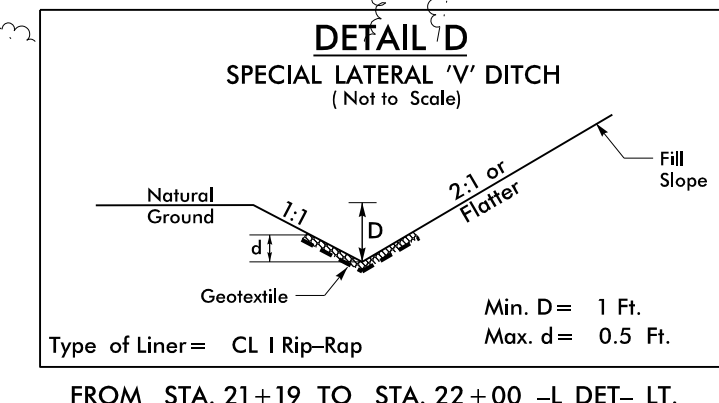 DETAIL D
SPECIAL LATERAL 'V' DITCH
( Not to Scale)
Natural
Ground
1:1
D
d
2:1 or
Flatter
Fill
Slope
Geotextile
Min. D = 1 Ft.
Max. d = 0.5 Ft.
Type of Liner = CL I Rip-Rap
FROM STA. 21+19 TO STA. 22+00 -L DET- LT.